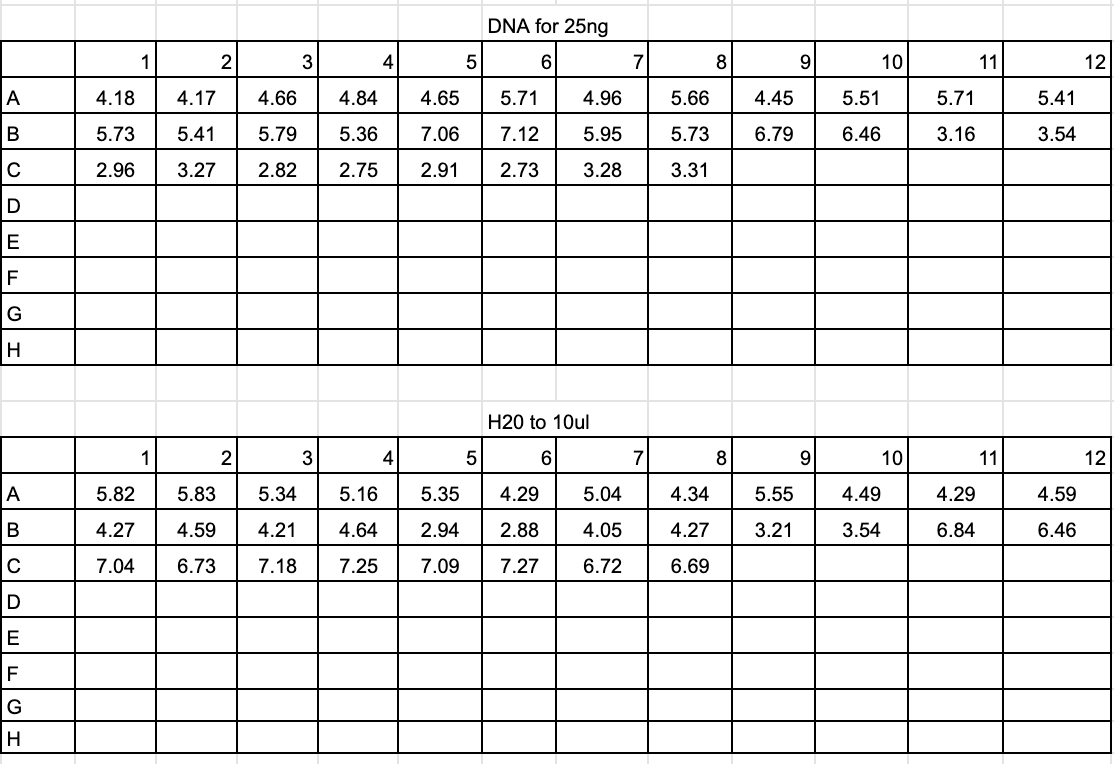 DNA for 25ng
1 2 3 4 5 6 7 8 9 10 11 12
A 4.18 4.17 4.66 4.84 4.65 5.71 4.96 5.66 4.45 5.51 5.71 5.41
B 5.73 5.41 5.79 5.36 7.06 7.12 5.95 5.73 6.79 6.46 3.16 3.54
C 2.96 3.27 2.82 2.75 2.91 2.73 3.28 3.31
D
E
F
G
H
H20 to 10ul
1 2 3 4 5 6 7 8 9 10 11 12
A 5.82 5.83 5.34 5.16 5.35 4.29 5.04 4.34 5.55 4.49 4.29 4.59
B 4.27 4.59 4.21 4.64 2.94 2.88 4.05 4.27 3.21 3.54 6.84 6.46
C 7.04 6.73 7.18 7.25 7.09 7.27 6.72 6.69
D
E
F
G
H